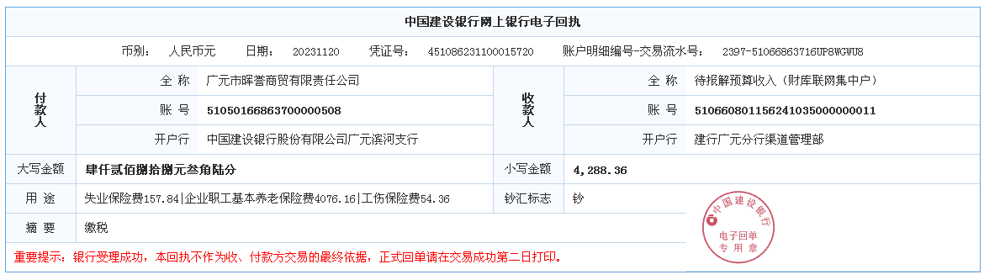 中国建设银行网上银行电子回执
币别： 人民币元 日期： 20231120 凭证号： 451086231100015720 账户明细编号-交易流水号： 2397-51066863716UP8WGWU8
付款人 全 称 广元市晖誉商贸有限责任公司 收款人 全 称 待报解预算收入（财库联网集中户）
账 号 51050166863700000508 账 号 510660801156241035000000011
开户行 中国建设银行股份有限公司广元滨河支行 开户行 建行广元分行渠道管理部
大写金额 肆仟贰佰捌拾捌元叁角陆分 小写金额 4,288.36
用 途 失业保险费157.84|企业职工基本养老保险费4076.16|工伤保险费54.36 钞汇标志 钞
摘 要 缴税
中国建设银行
电子回单
专用章
重要提示：银行受理成功，本回执不作为收、付款方交易的最终依据，正式回单请在交易成功第二日打印。